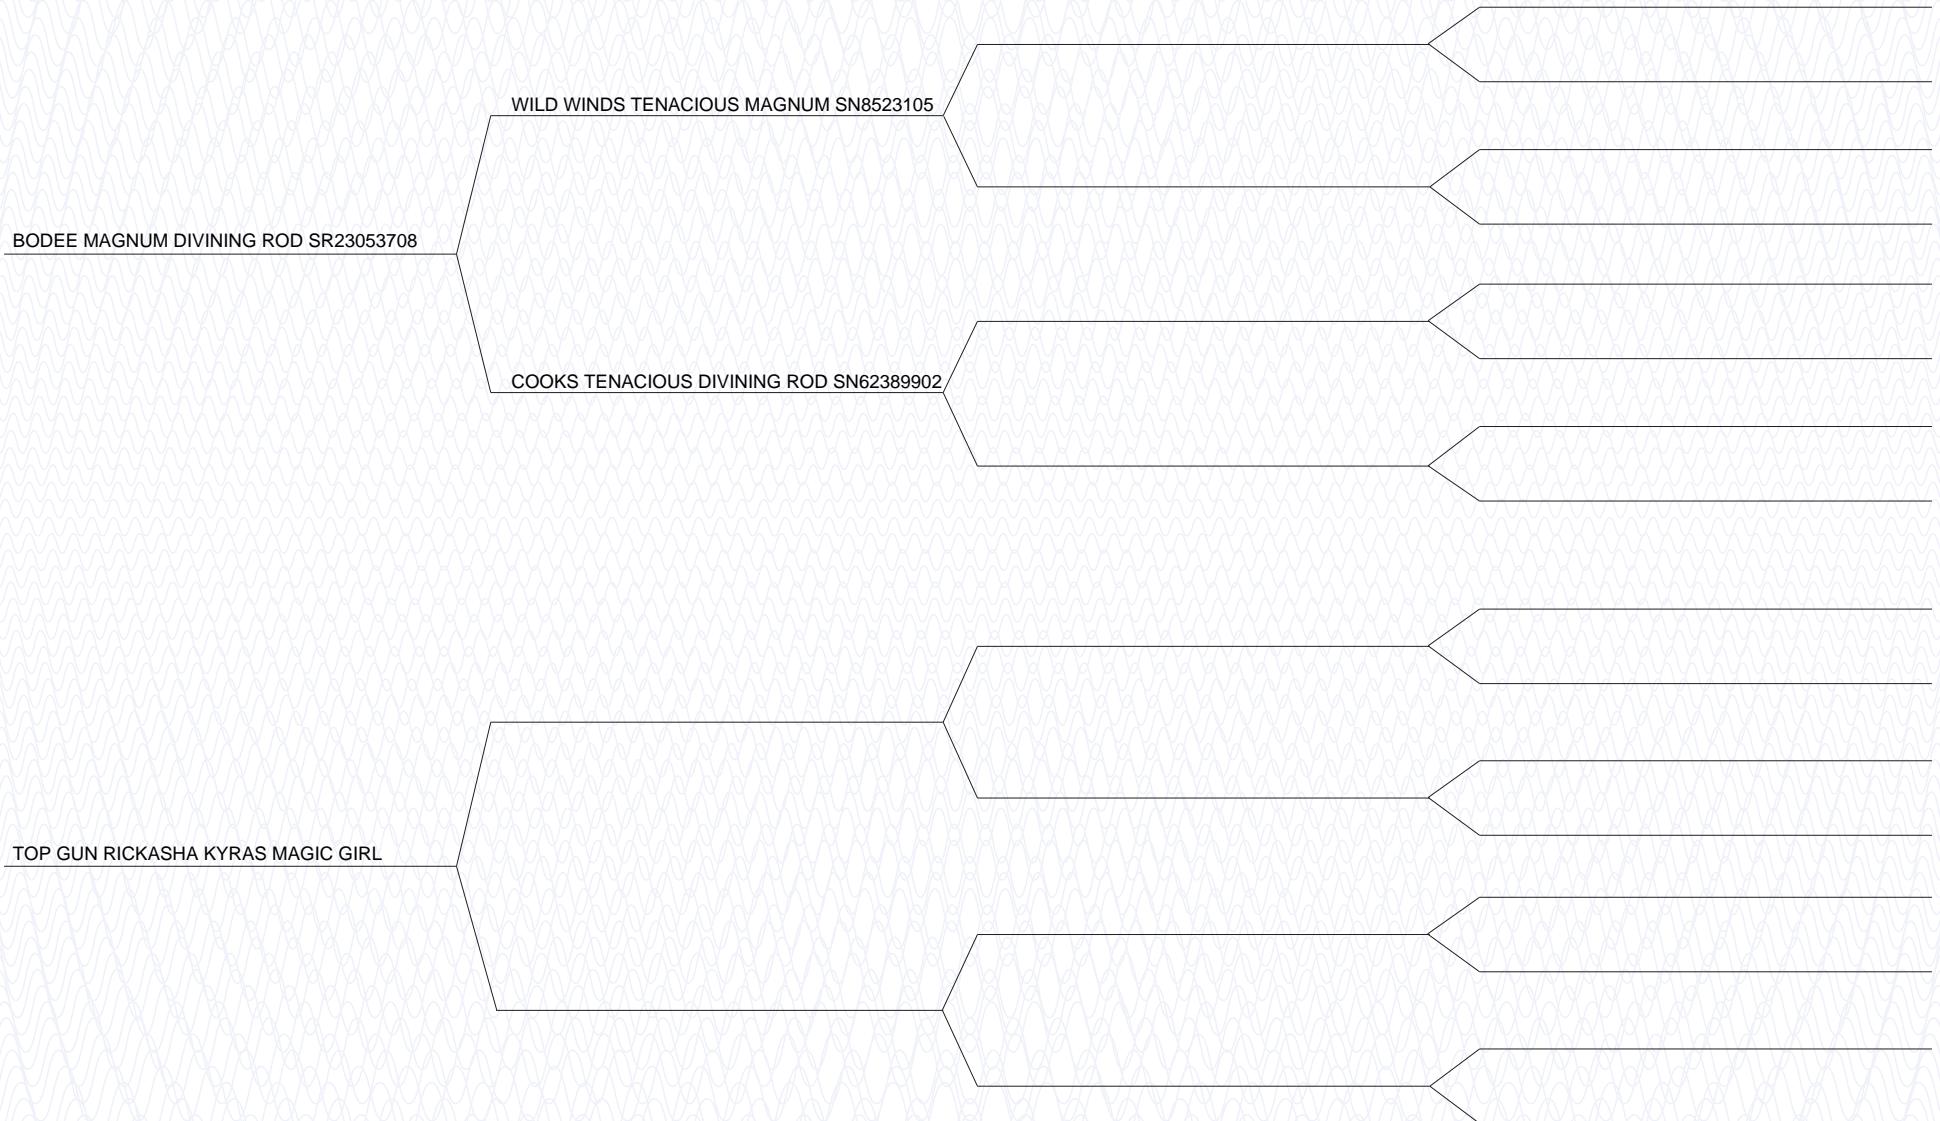 WILD WINDS TENACIOUS MAGNUM SN8523105
BODEE MAGNUM DIVINING ROD SR23053708
COOKS TENACIOUS DIVINING ROD SN62389902
TOP GUN RICKASHA KYRAS MAGIC GIRL